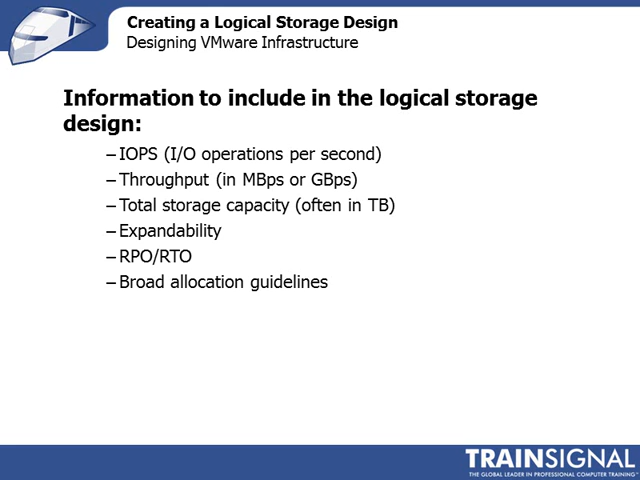 Creating a Logical Storage Design
Designing VMware Infrastructure
Information to include in the logical storage
design:
– IOPS (I/O operations per second)
– Throughput (in MBps or GBps)
– Total storage capacity (often in TB)
– Expandability
– RPO/RTO
– Broad allocation guidelines
TRAINSIGNAL
THE GLOBAL LEADER IN PROFESSIONAL COMPUTER TRAINING™